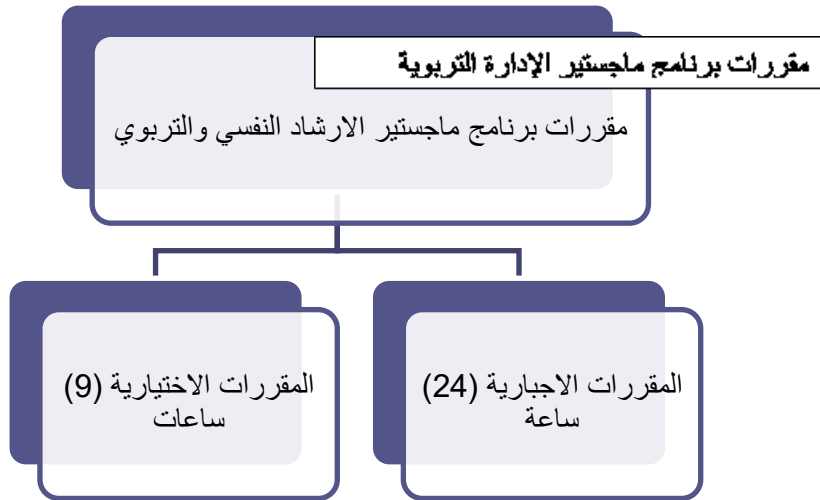 مقررات برنامج ماجستير الإدارة التربوية
مقررات برنامج ماجستير الارشاد النفسي والتربوي
المقررات الاجبارية (24)
ساعة
المقررات الاختيارية (9)
ساعات